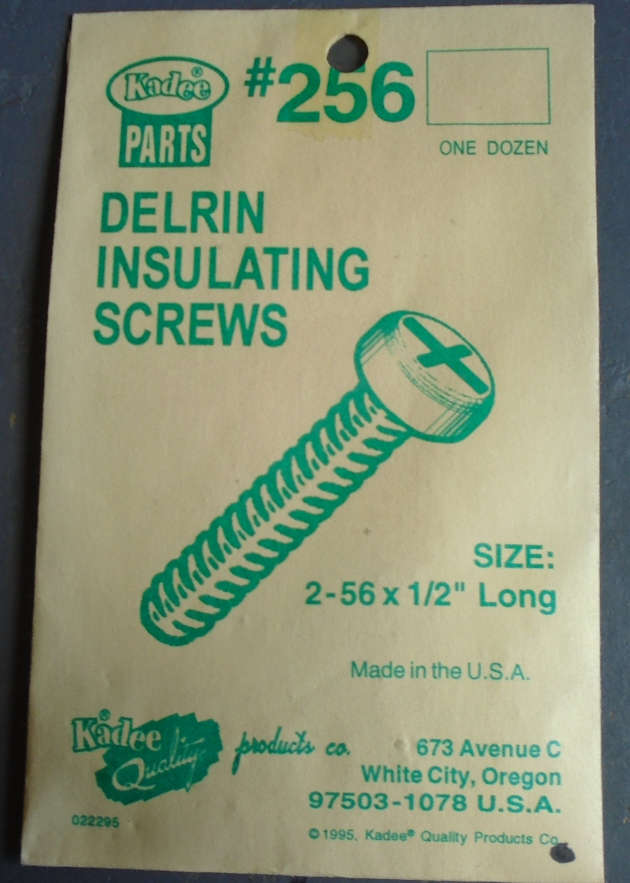 Kadee®
PARTS
#256
ONE DOZEN
DELRIN
INSULATING
SCREWS
SIZE:
2-56 x 1/2" Long
Made in the U.S.A.
Kadee®
Quality
products co.
673 Avenue C
White City, Oregon
97503-1078 U.S.A.
022295
© 1995, Kadee® Quality Products Co.